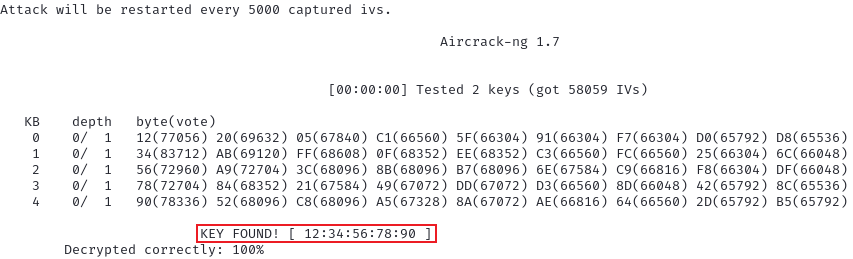 Attack will be restarted every 5000 captured ivs.
Aircrack-ng 1.7
[00:00:00] Tested 2 keys (got 58059 IVs)
KB depth byte(vote)
0 0/ 1 12(77056) 20(69632) 05(67840) C1(66560) 5F(66304) 91(66304) F7(66304) D0(65792) D8(65536)
1 0/ 1 34(83712) AB(69120) FF(68608) 0F(68352) EE(68352) C3(66560) FC(66560) 25(66304) 6C(66048)
2 0/ 1 56(72960) A9(72704) 3C(68096) 8B(68096) B7(68096) 6E(67584) C9(66816) F8(66304) DF(66048)
3 0/ 1 78(72704) 84(68352) 21(67584) 49(67072) DD(67072) D3(66560) 8D(66048) 42(65792) 8C(65536)
4 0/ 1 90(78336) 52(68096) C8(68096) A5(67328) 8A(67072) AE(66816) 64(66560) 2D(65792) B5(65792)
KEY FOUND! [ 12:34:56:78:90 ]
Decrypted correctly: 100%